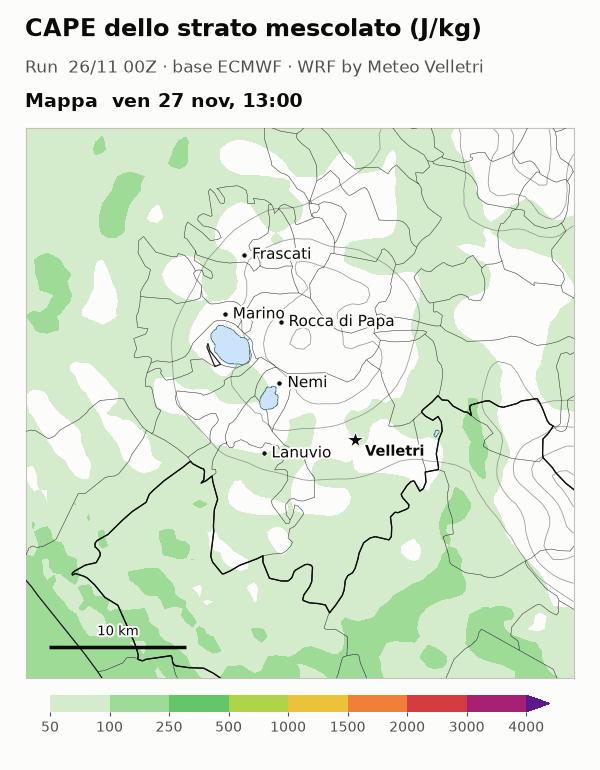 CAPE dello strato mescolato (J/kg)
Run  26/11 00Z · base ECMWF · WRF by Meteo Velletri
Mappa  ven 27 nov, 13:00
Frascati
Marino
Rocca di Papa
Nemi
Velletri
Lanuvio
10 km
50 100 250 500 1000 1500 2000 3000 4000